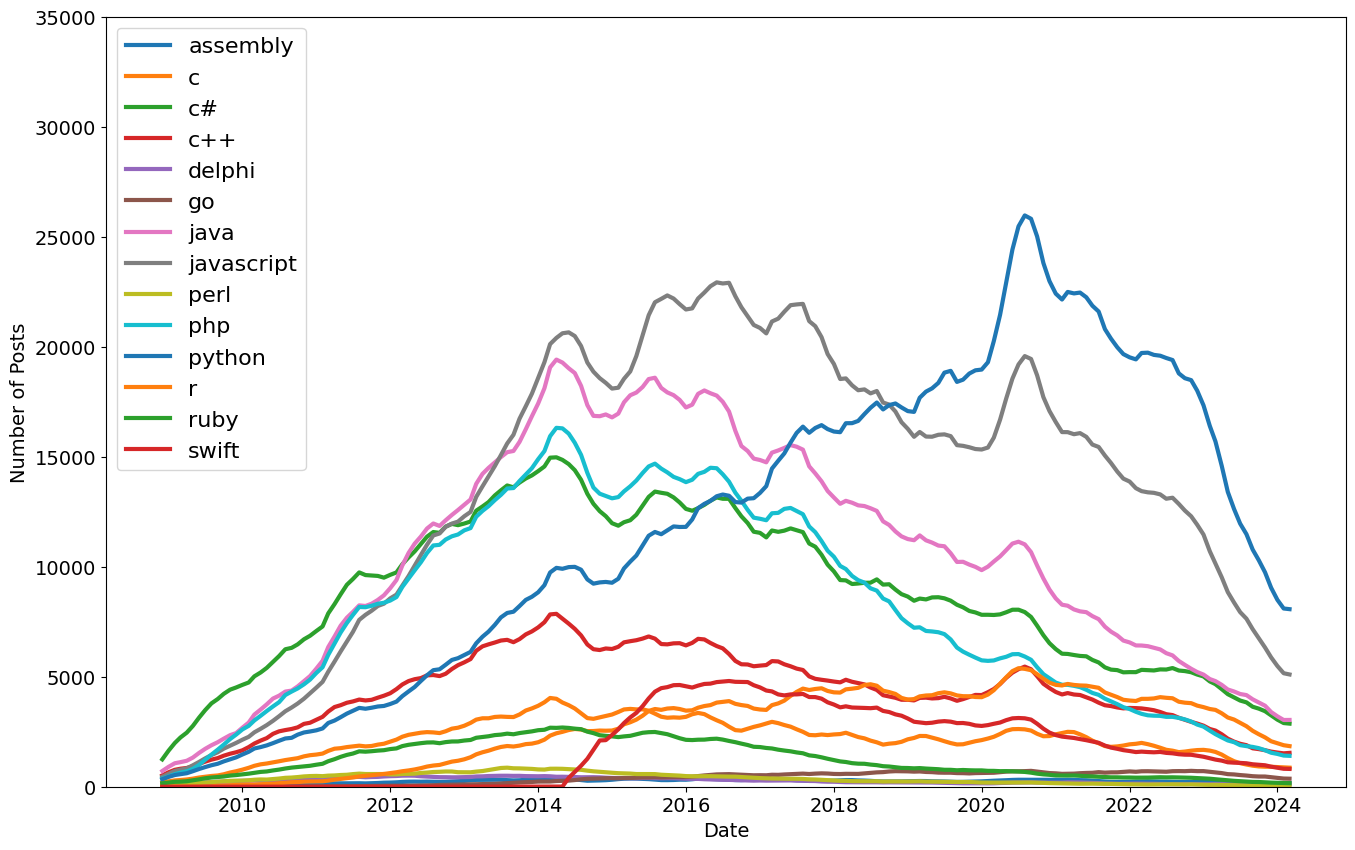 35000
30000
25000
20000
15000
10000
5000
0
Number of Posts
assembly
c
c#
c++
delphi
go
java
javascript
perl
php
python
r
ruby
swift
2010 2012 2014 2016 2018 2020 2022 2024
Date